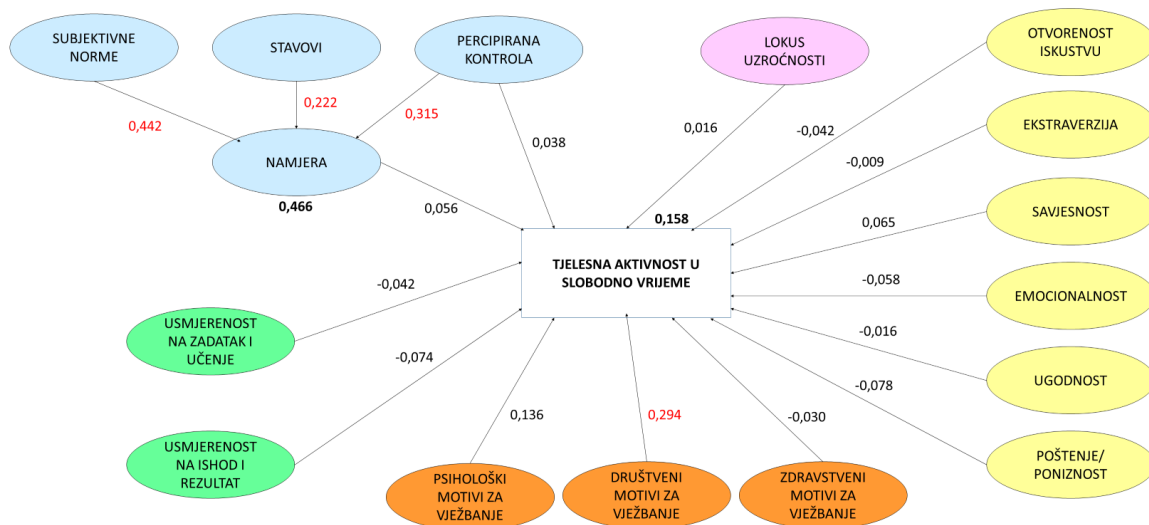 SUBJEKTIVNE
NORME
STAVOVI
PERCIPIRANA
KONTROLA
LOKUS
UZROĆNOSTI
OTVORENOST
ISKUSTVU
0,442
0,222
0,315
0,038
0,016
-0,042
EKSTRAVERZIJA
-0,009
NAMJERA
0,466
0,056
0,158
SAVJESNOST
0,065
TJELESNA AKTIVNOST U
SLOBODNO VRIJEME
-0,042
-0,058
EMOCIONALNOST
USMJERENOST
NA ZADATAK I
UČENJE
-0,074
-0,016
UGODNOST
-0,078
0,136
0,294
-0,030
USMJERENOST
NA ISHOD I
REZULTAT
POŠTENJE/
PONIZNOST
PSIHOLOŠKI
MOTIVI ZA
VJEŽBANJE
DRUŠTVENI
MOTIVI ZA
VJEŽBANJE
ZDRAVSTVENI
MOTIVI ZA
VJEŽBANJE